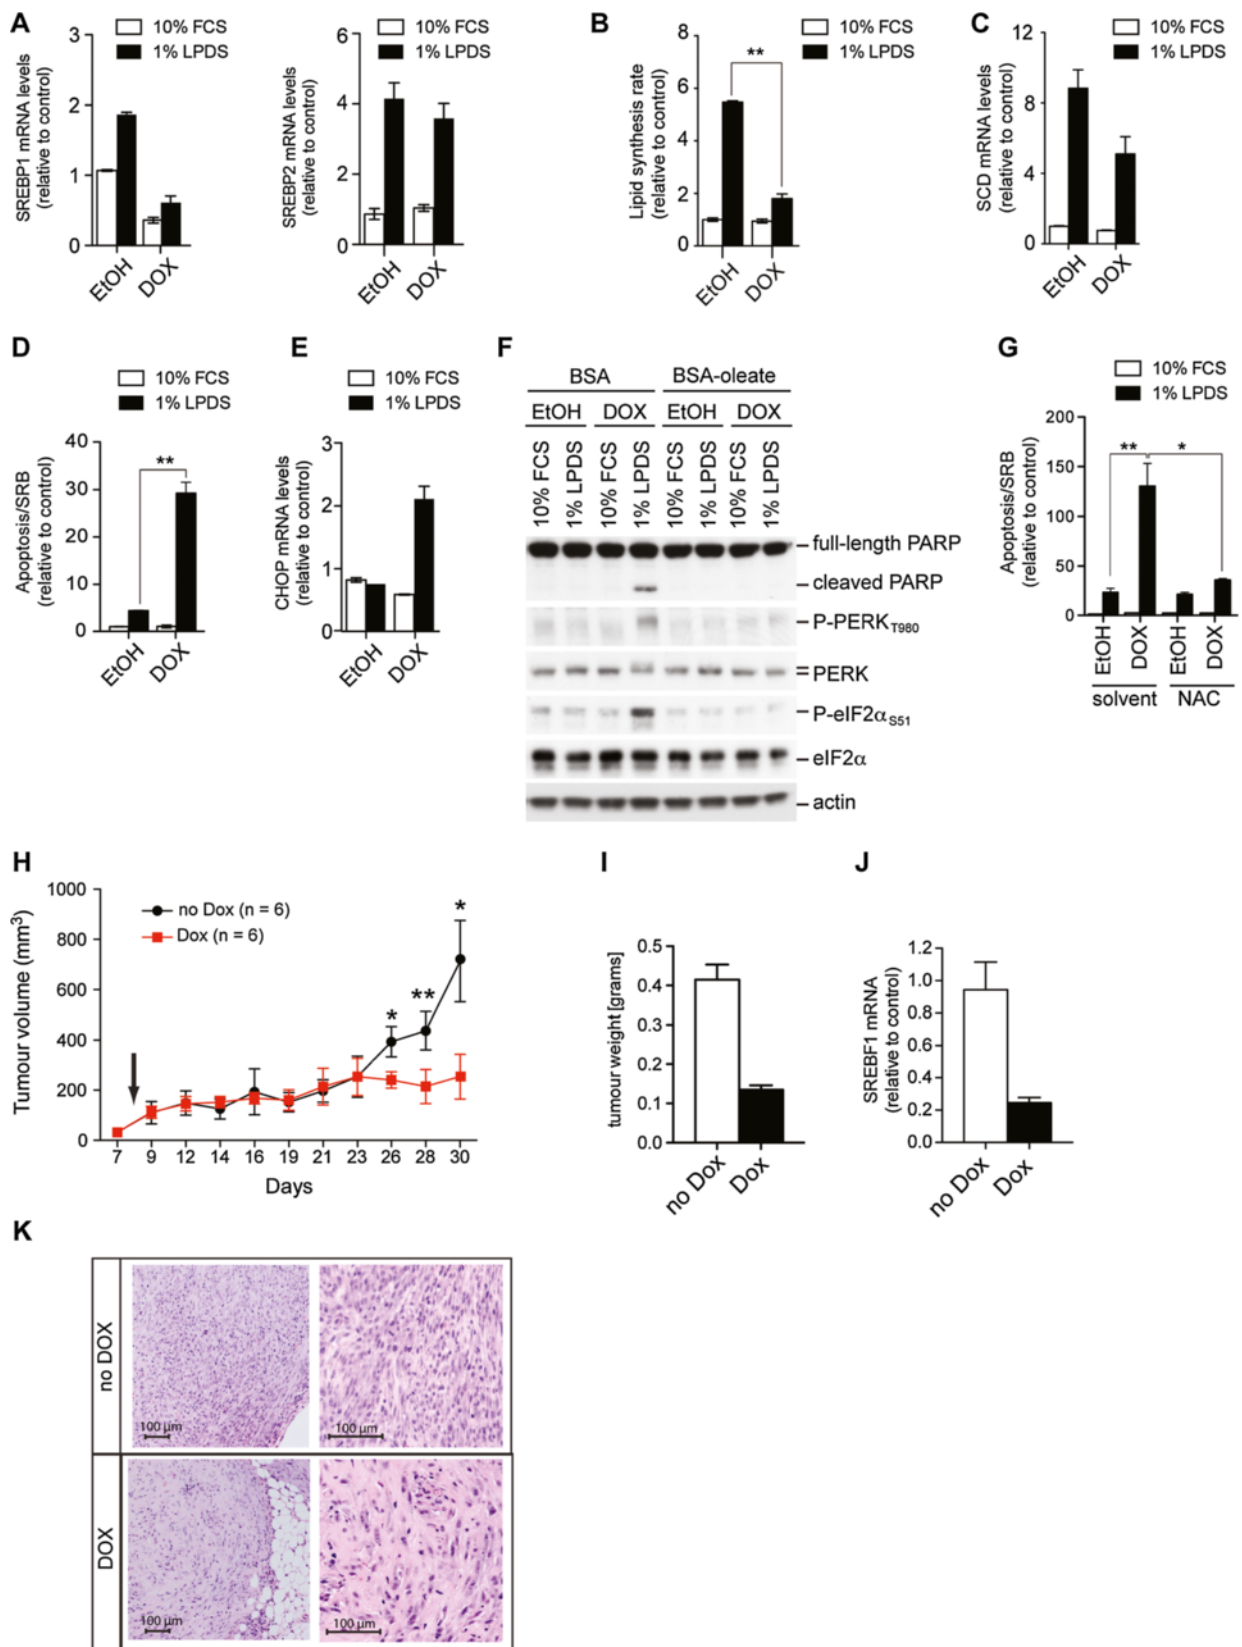 A
10% FCS
1% LPDS
SREBP1 mRNA levels
(relative to control)
3
2
1
0
EtOH
DOX
10% FCS
1% LPDS
SREBP2 mRNA levels
(relative to control)
6
4
2
0
EtOH
DOX
B
10% FCS
1% LPDS
Lipid synthesis rate
(relative to control)
8
6
4
2
0
**
EtOH
DOX
C
10% FCS
1% LPDS
SCD mRNA levels
(relative to control)
12
8
4
0
EtOH
DOX
D
10% FCS
1% LPDS
Apoptosis/SRB
(relative to control)
40
30
20
10
0
**
EtOH
DOX
E
10% FCS
1% LPDS
CHOP mRNA levels
(relative to control)
3
2
1
0
EtOH
DOX
F
BSA BSA-oleate
EtOH DOX EtOH DOX
10% FCS 1% LPDS 10% FCS 1% LPDS 10% FCS 1% LPDS 10% FCS 1% LPDS
full-length PARP
cleaved PARP
P-PERKT980
PERK
P-eIF2αS51
eIF2α
actin
G
10% FCS
1% LPDS
Apoptosis/SRB
(relative to control)
200
150
100
50
0
** *
EtOH DOX EtOH DOX
solvent NAC
H
Tumour volume (mm3)
1000
800
600
400
200
0
no Dox (n = 6)
Dox (n = 6)
* ** *
7 9 12 14 16 19 21 23 26 28 30
Days
I
tumour weight [grams]
0.5
0.4
0.3
0.2
0.1
0.0
no Dox
Dox
J
SREBF1 mRNA
(relative to control)
1.2
1.0
0.8
0.6
0.4
0.2
0.0
no Dox
Dox
K
no DOX
100 µm
100 µm
DOX
100 µm
100 µm